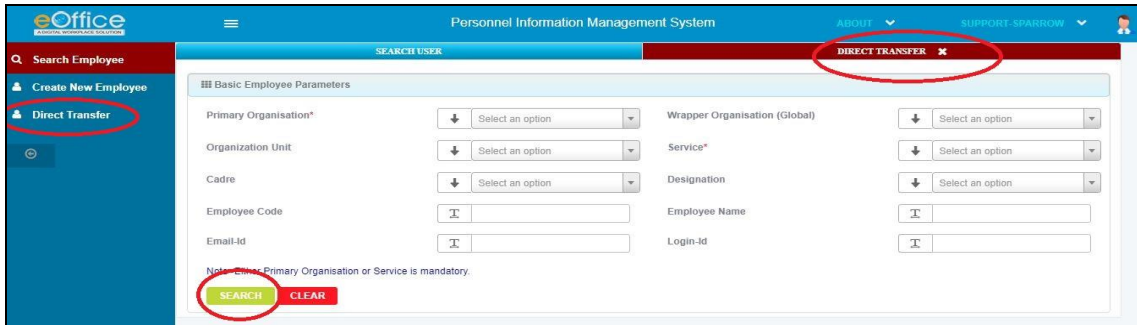 eOffice
A DIGITAL WORKPLACE SOLUTION
Personnel Information Management System
ABOUT
SUPPORT-SPARROW
Search Employee
Create New Employee
Direct Transfer
SEARCH USER
DIRECT TRANSFER
Basic Employee Parameters
Primary Organisation* Select an option Wrapper Organisation (Global) Select an option
Organization Unit Select an option Service* Select an option
Cadre Select an option Designation Select an option
Employee Code Employee Name
Email-Id Login-Id
Note: Either Primary Organisation or Service is mandatory.
SEARCH CLEAR